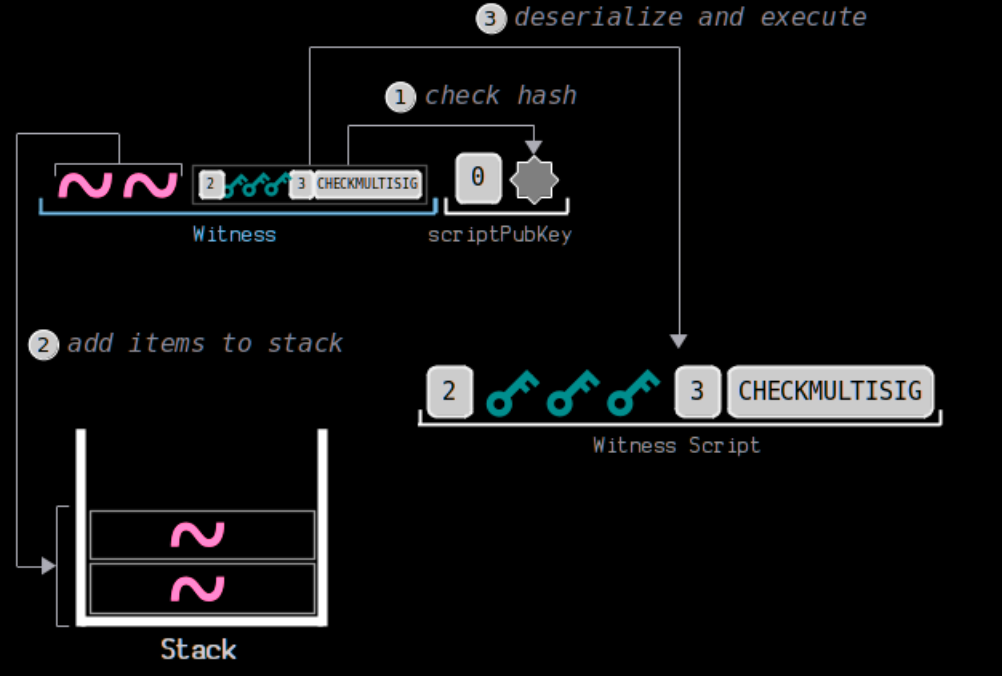 3 deserialize and execute
1 check hash
2 3 CHECKMULTISIG
0
Witness
scriptPubKey
2 add items to stack
2 3 CHECKMULTISIG
Witness Script
Stack